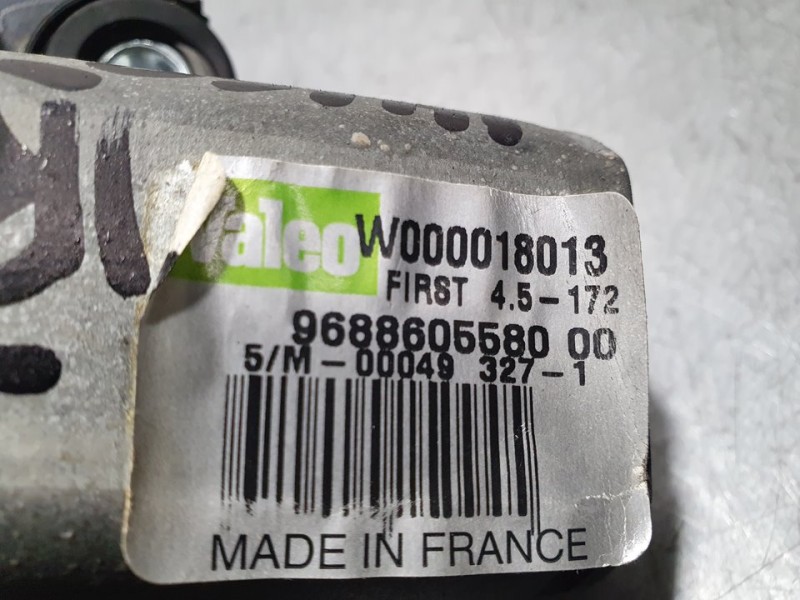 Valeo W000018013
FIRST 4.5-172
9688605580 00
5/M-00049 327-1
MADE IN FRANCE